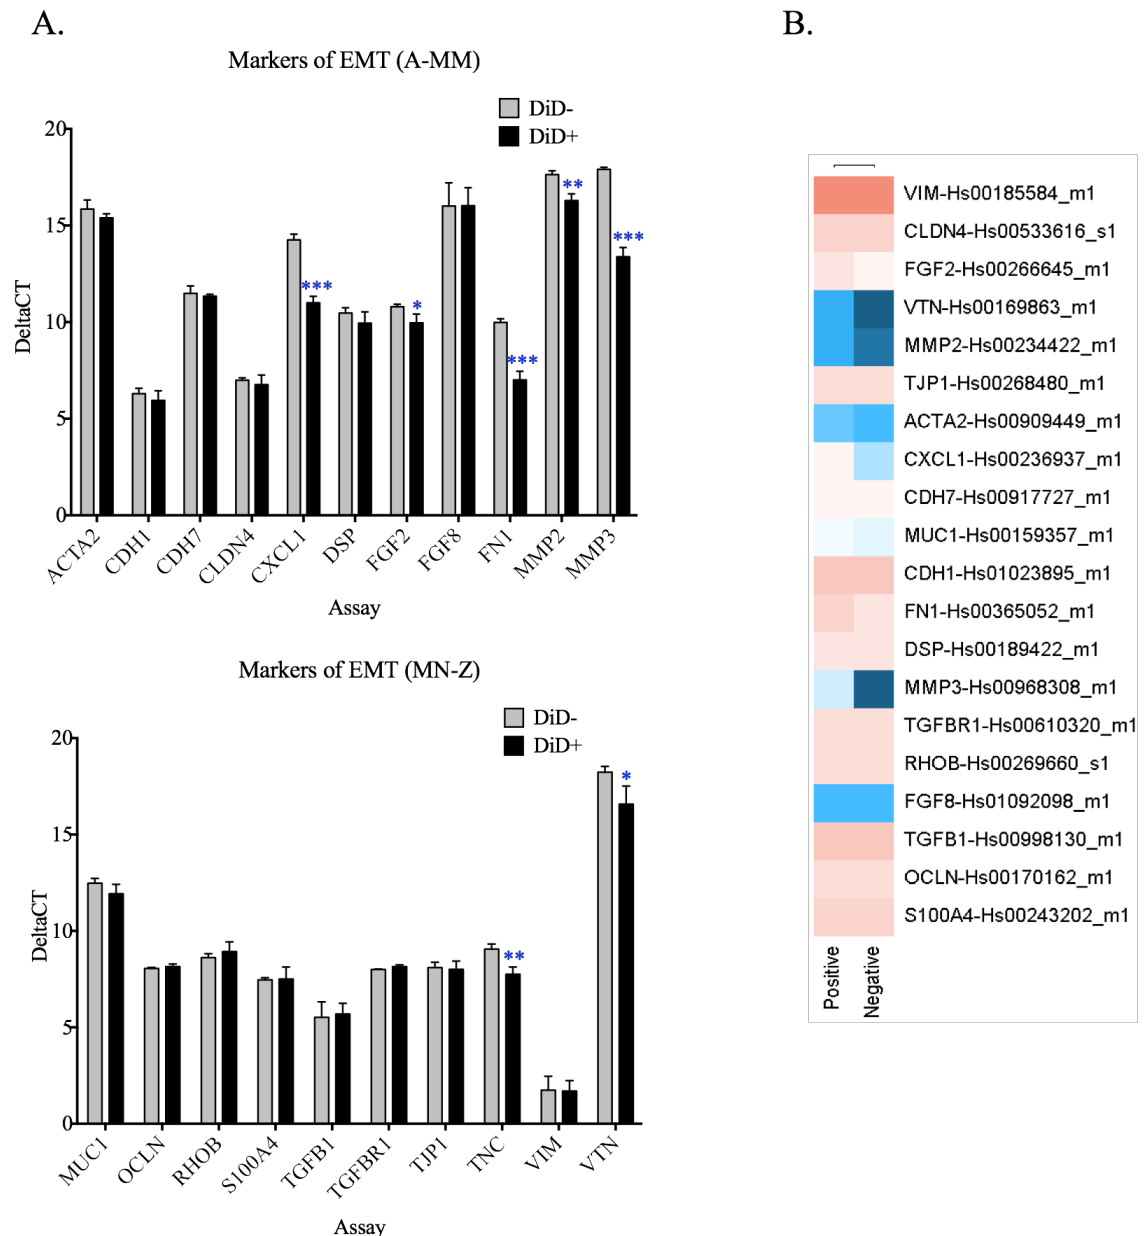 A.
Markers of EMT (A-MM)
DiD-
DiD+
20
15
10
5
0
DeltaCT
***
*
***
**
***
ACTA2
CDH1
CDH7
CLDN4
CXCL1
DSP
FGF2
FGF8
FN1
MMP2
MMP3
Assay
Markers of EMT (MN-Z)
DiD-
DiD+
20
15
10
5
0
DeltaCT
**
*
MUC1
OCLN
RHOB
S100A4
TGFB1
TGFBR1
TJP1
TNC
VIM
VTN
Assay
B.
VIM-Hs00185584_m1
CLDN4-Hs00533616_s1
FGF2-Hs00266645_m1
VTN-Hs00169863_m1
MMP2-Hs00234422_m1
TJP1-Hs00268480_m1
ACTA2-Hs00909449_m1
CXCL1-Hs00236937_m1
CDH7-Hs00917727_m1
MUC1-Hs00159357_m1
CDH1-Hs01023895_m1
FN1-Hs00365052_m1
DSP-Hs00189422_m1
MMP3-Hs00968308_m1
TGFBR1-Hs00610320_m1
RHOB-Hs00269660_s1
FGF8-Hs01092098_m1
TGFB1-Hs00998130_m1
OCLN-Hs00170162_m1
S100A4-Hs00243202_m1
Positive
Negative